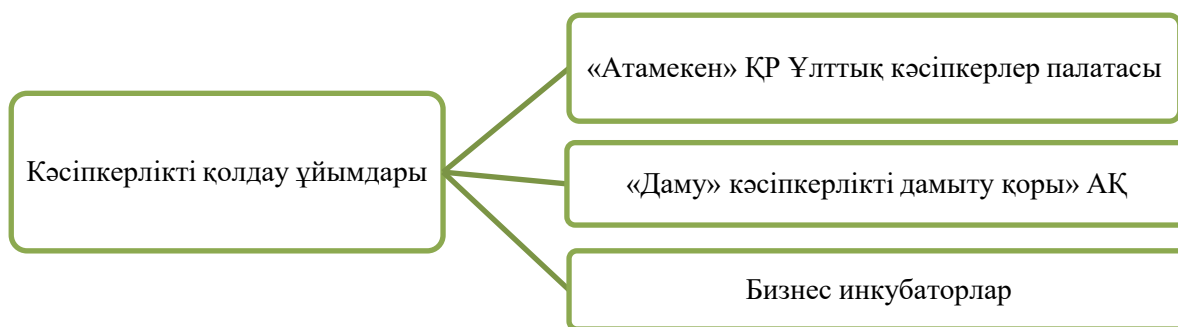 Кәсіпкерлікті қолдау ұйымдары
«Атамекен» ҚР Ұлттық кәсіпкерлер палатасы
«Даму» кәсіпкерлікті дамыту қоры» АҚ
Бизнес инкубаторлар